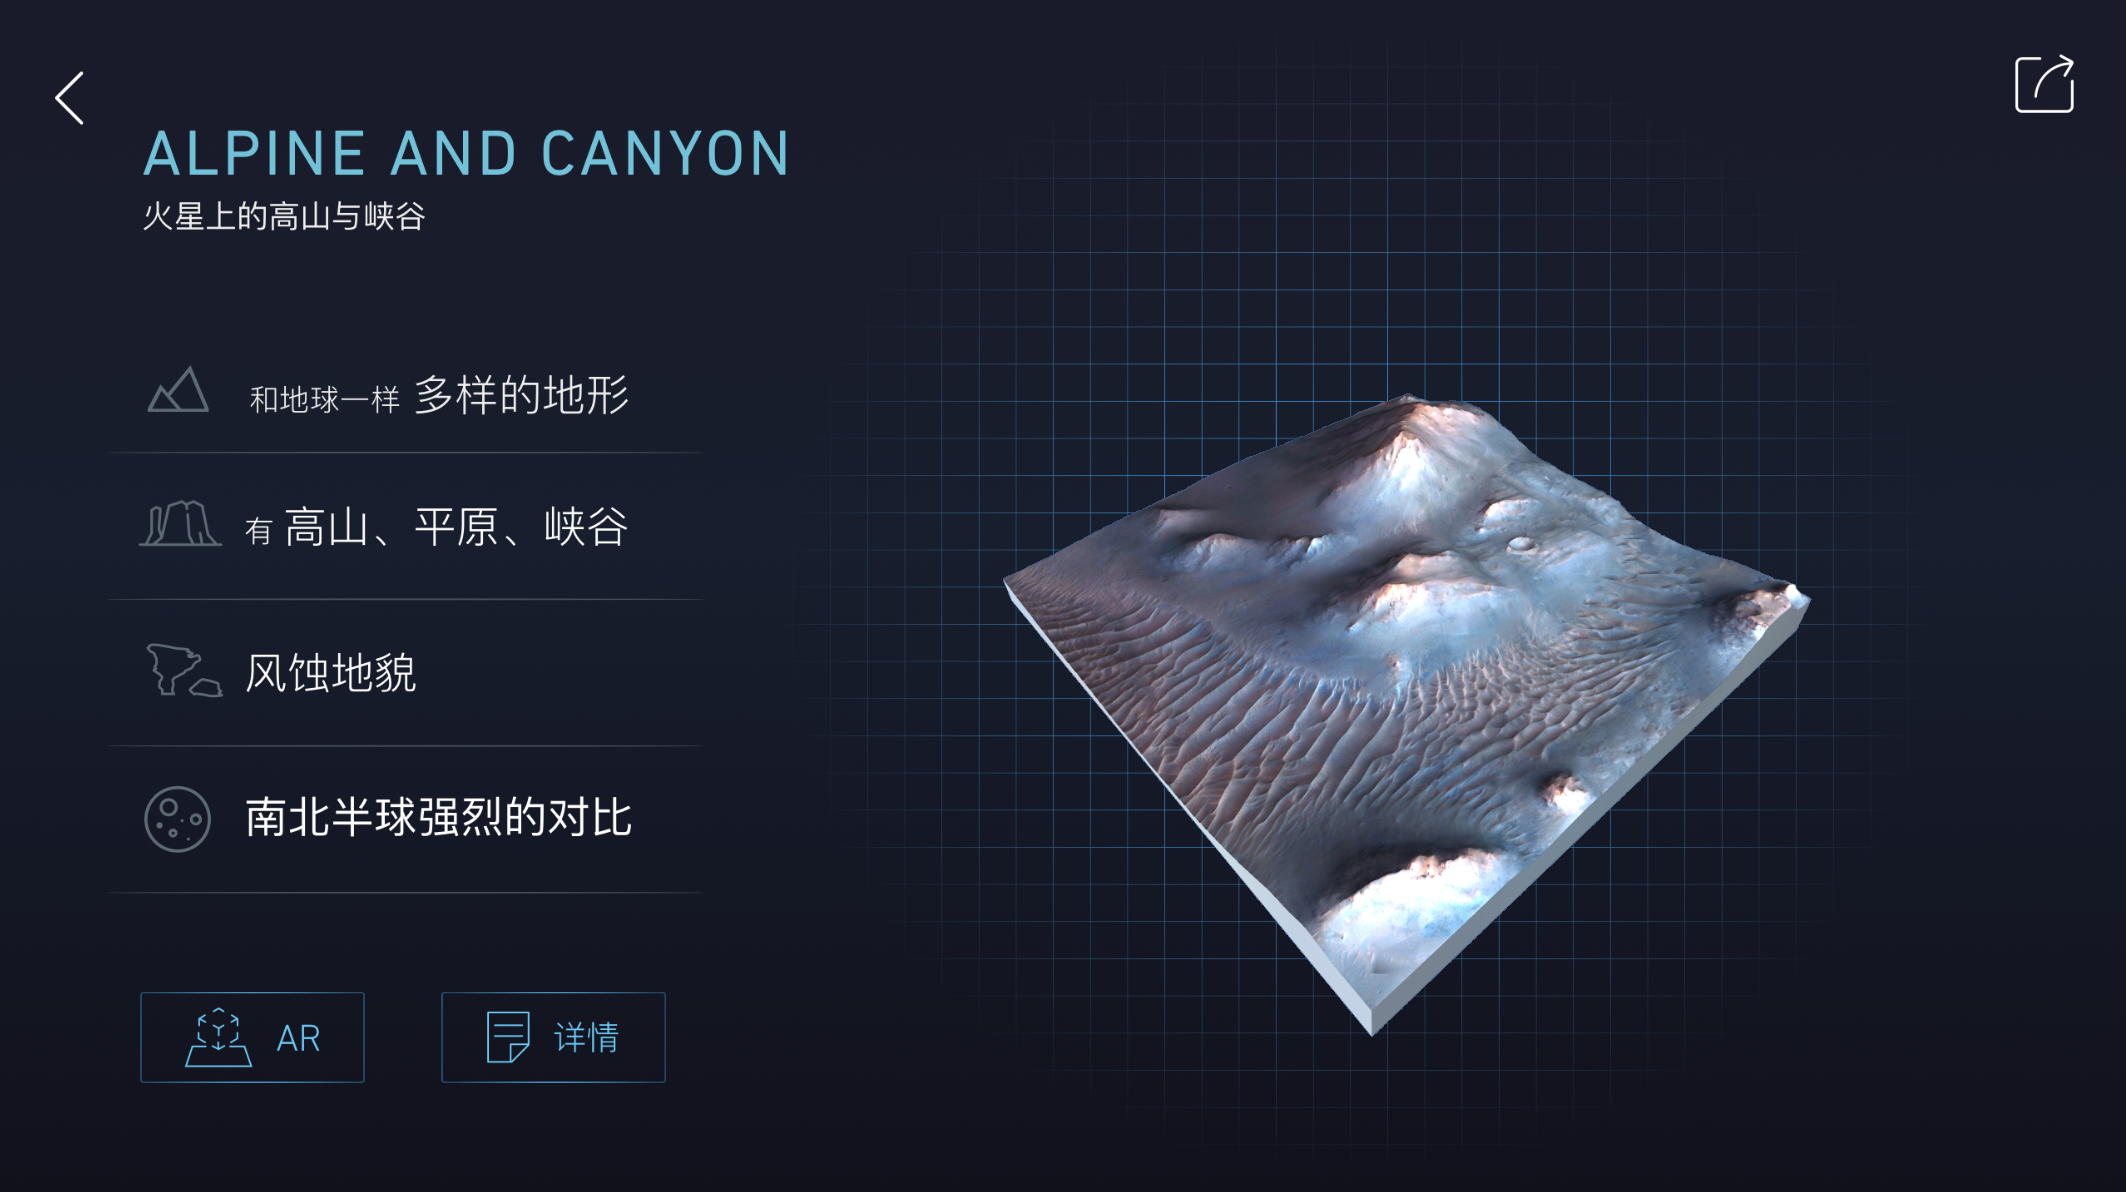 ALPINE AND CANYON
火星上的高山与峡谷
和地球一样 多样的地形
有 高山、平原、峡谷
风蚀地貌
南北半球强烈的对比
AR
详情